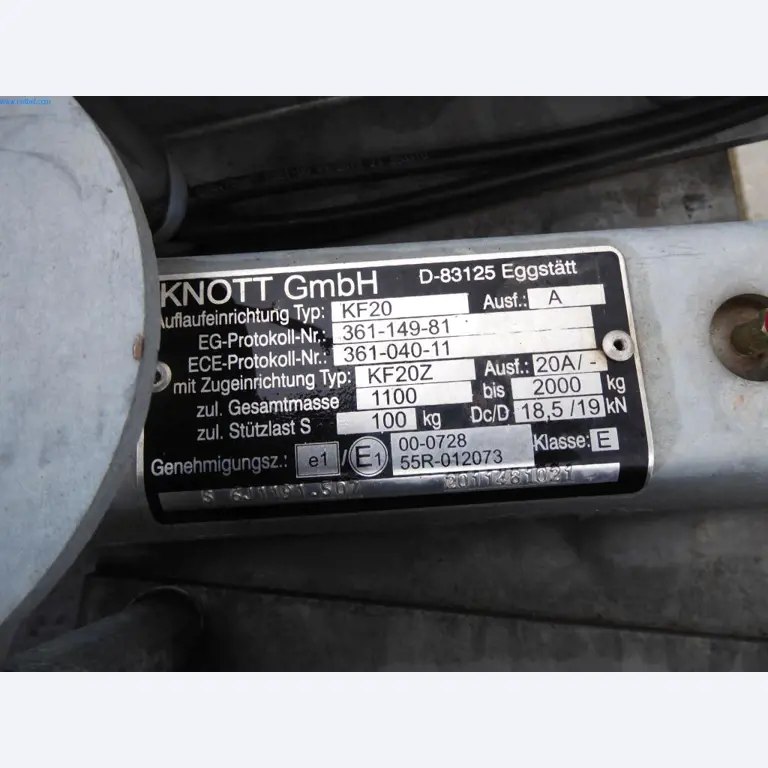 KNOTT GmbH D-83125 Eggstätt
Auflaufeinrichtung Typ: KF20 Ausf.: A
EG-Protokoll-Nr.: 361-149-81
ECE-Protokoll-Nr.: 361-040-11
mit Zugeinrichtung Typ: KF20Z Ausf.: 20A/-
zul. Gesamtmasse 1100 bis 2000 kg
zul. Stützlast S 100 kg Dc/D 18,5 /19 kN
Genehmigungsz.: e1 / E1 00-0728 Klasse: E
55R-012073
2011481021